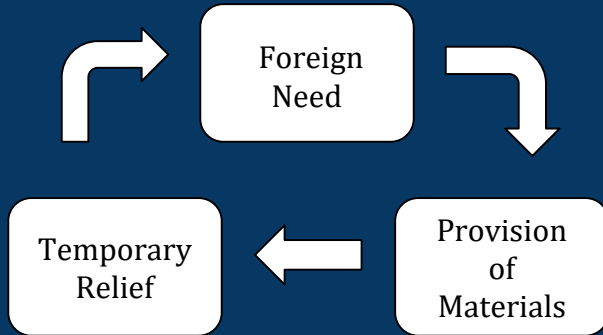 Foreign
Need
Provision
of
Materials
Temporary
Relief